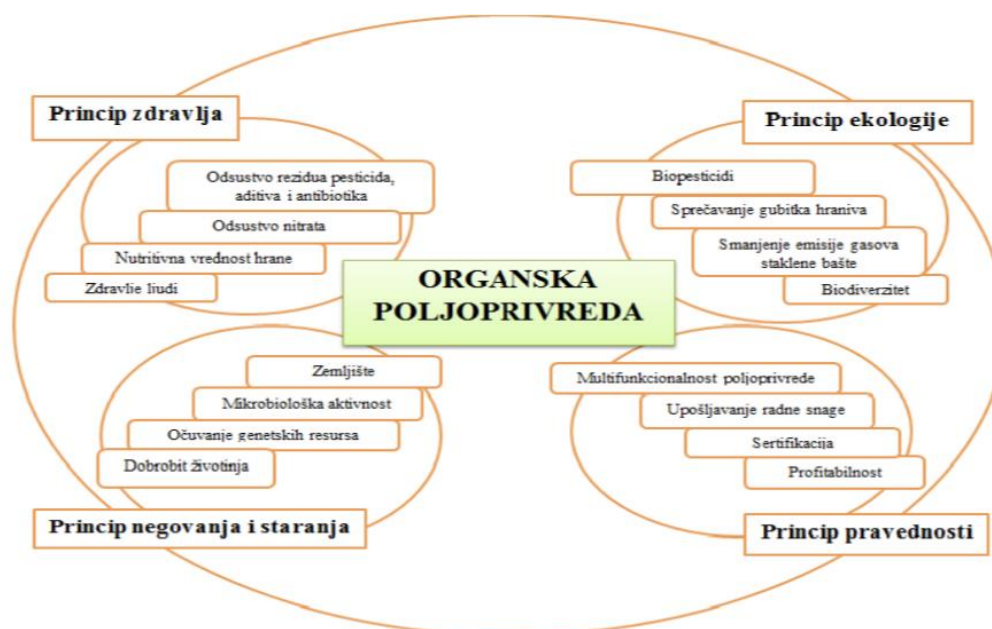 Princip zdravlja
Odsustvo rezidua pesticida,
aditiva i antibiotika
Odsustvo nitrata
Nutritivna vrednost hrane
Zdravlje ljudi
Princip ekologije
Biopesticidi
Sprečavanje gubitka hraniva
Smanjenje emisije gasova
staklene bašte
Biodiverzitet
ORGANSKA
POLJOPRIVREDA
Zemljište
Mikrobiološka aktivnost
Očuvanje genetskih resursa
Dobrobit životinja
Princip negovanja i staranja
Multifunkcionalnost poljoprivrede
Upošljavanje radne snage
Sertifikacija
Profitabilnost
Princip pravednosti